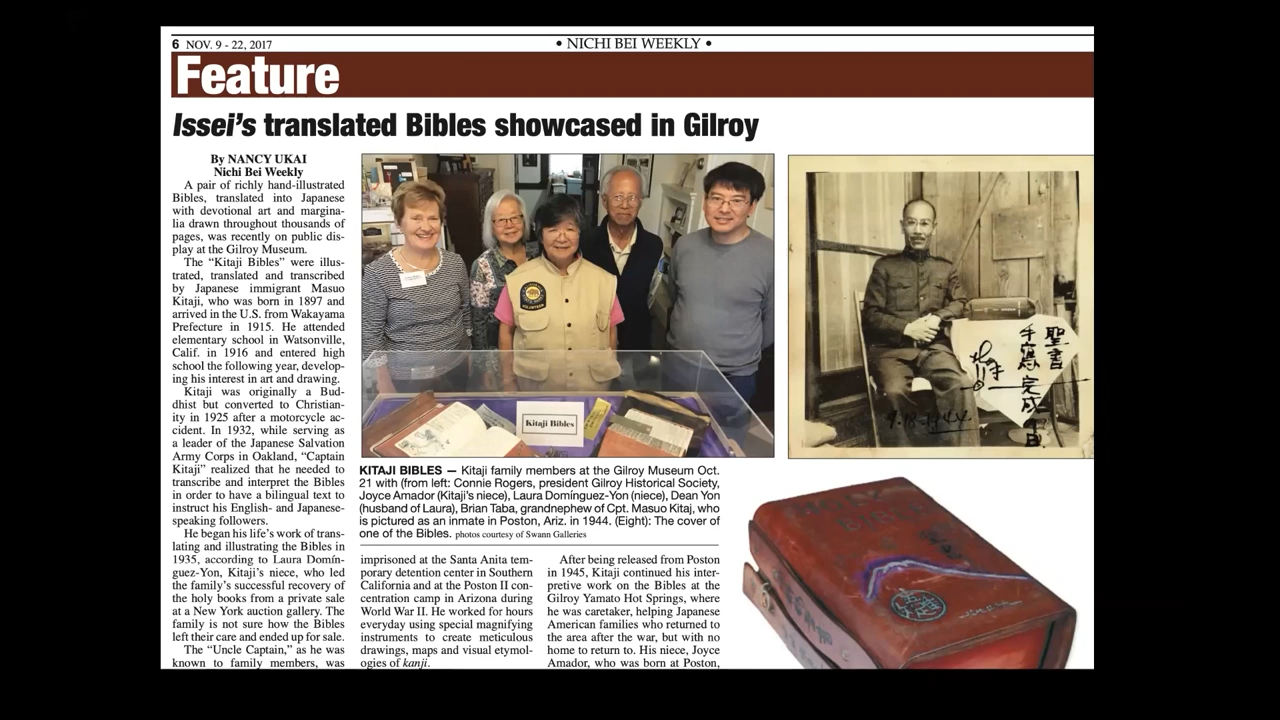 6 NOV. 9 - 22, 2017
• NICHI BEI WEEKLY •
Feature
Issei's translated Bibles showcased in Gilroy
By NANCY UKAI
Nichi Bei Weekly
A pair of richly hand-illustrated
Bibles, translated into Japanese
with devotional art and margina-
lia drawn throughout thousands of
pages, was recently on public dis-
play at the Gilroy Museum.
The “Kitaji Bibles” were illus-
trated, translated and transcribed
by Japanese immigrant Masuo
Kitaji, who was born in 1897 and
arrived in the U.S. from Wakayama
Prefecture in 1915. He attended
elementary school in Watsonville,
Calif. in 1916 and entered high
school the following year, develop-
ing his interest in art and drawing.
Kitaji was originally a Bud-
dhist but converted to Christian-
ity in 1925 after a motorcycle ac-
cident. In 1932, while serving as
a leader of the Japanese Salvation
Army Corps in Oakland, “Captain
Kitaji” realized that he needed to
transcribe and interpret the Bibles
in order to have a bilingual text to
instruct his English- and Japanese-
speaking followers.
He began his life's work of trans-
lating and illustrating the Bibles in
1935, according to Laura Domín-
guez-Yon, Kitaji's niece, who led
the family's successful recovery of
the holy books from a private sale
at a New York auction gallery. The
family is not sure how the Bibles
left their care and ended up for sale.
The “Uncle Captain,” as he was
known to family members, was
Kitaji Bibles
VOLUNTEER
KITAJI BIBLES — Kitaji family members at the Gilroy Museum Oct.
21 with (from left: Connie Rogers, president Gilroy Historical Society,
Joyce Amador (Kitaji's niece), Laura Domínguez-Yon (niece), Dean Yon
(husband of Laura), Brian Taba, grandnephew of Cpt. Masuo Kitaj, who
is pictured as an inmate in Poston, Ariz. in 1944. (Eight): The cover of
one of the Bibles. photos courtesy of Swann Galleries
imprisoned at the Santa Anita tem-
porary detention center in Southern
California and at the Poston II con-
centration camp in Arizona during
World War II. He worked for hours
everyday using special magnifying
instruments to create meticulous
drawings, maps and visual etymol-
ogies of kanji.
After being released from Poston
in 1945, Kitaji continued his inter-
pretive work on the Bibles at the
Gilroy Yamato Hot Springs, where
he was caretaker, helping Japanese
American families who returned to
the area after the war, but with no
home to return to. His niece, Joyce
Amador, who was born at Poston,
聖書
完成
HOLY
BIBLE